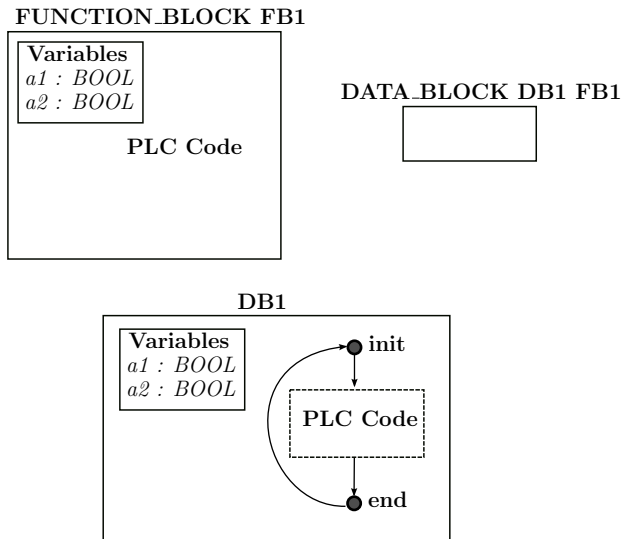 FUNCTION_BLOCK FB1
Variables
a1 : BOOL
a2 : BOOL
PLC Code
DATA_BLOCK DB1 FB1
DB1
Variables
a1 : BOOL
a2 : BOOL
init
PLC Code
end